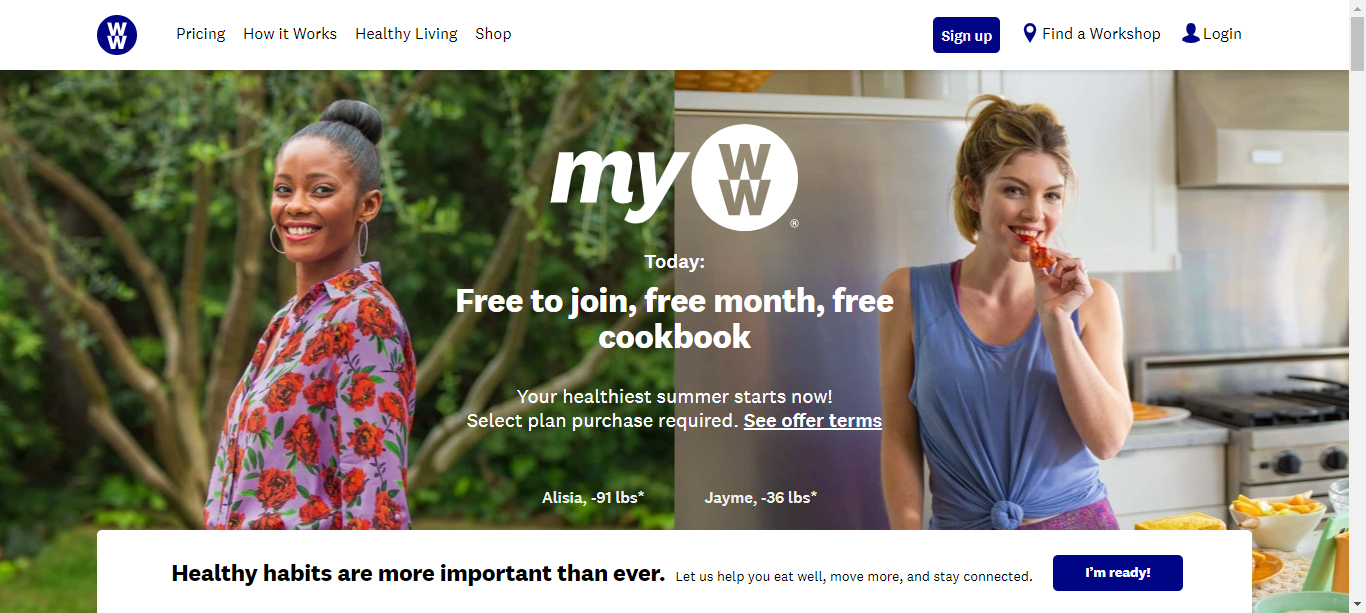 WW
Pricing How it Works Healthy Living Shop Sign up Find a Workshop Login
my WW ®
Today:
Free to join, free month, free
cookbook
Your healthiest summer starts now!
Select plan purchase required. See offer terms
Alisia, -91 lbs* Jayme, -36 lbs*
Healthy habits are more important than ever. Let us help you eat well, move more, and stay connected. I'm ready!